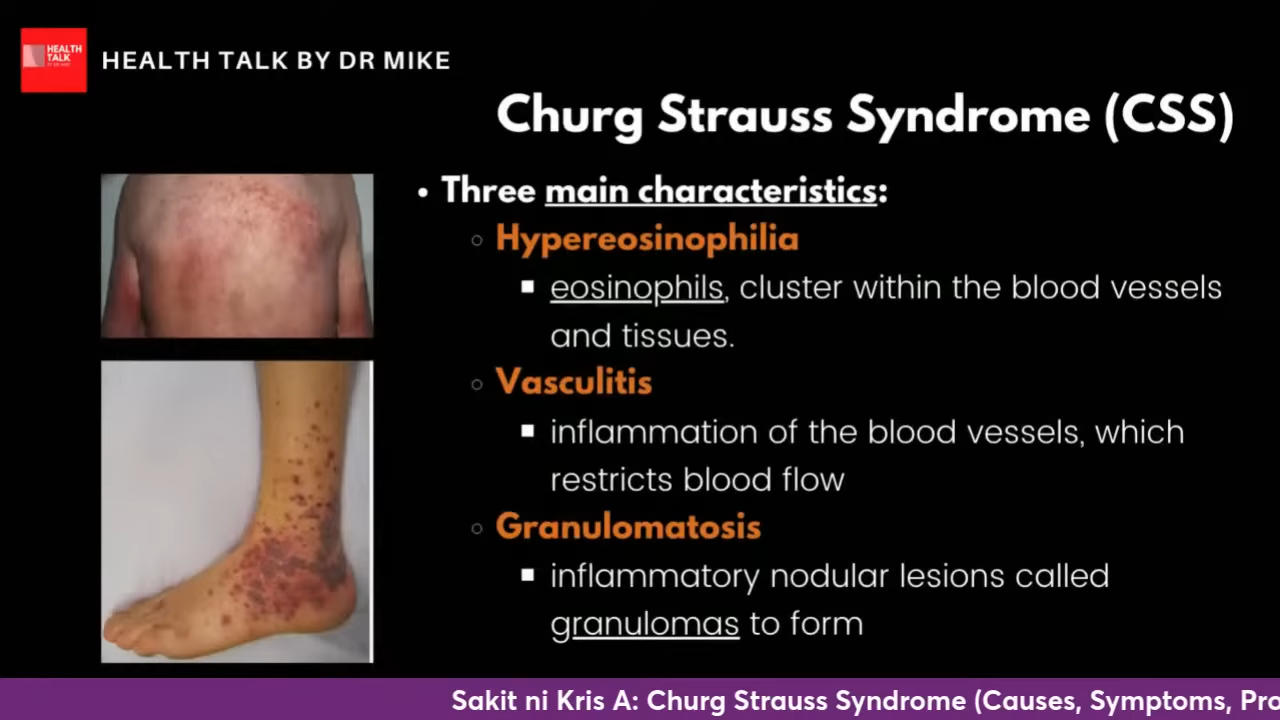 HEALTH
TALK
HEALTH TALK BY DR MIKE
Churg Strauss Syndrome (CSS)
• Three main characteristics:
○ Hypereosinophilia
■ eosinophils, cluster within the blood vessels
and tissues.
○ Vasculitis
■ inflammation of the blood vessels, which
restricts blood flow
○ Granulomatosis
■ inflammatory nodular lesions called
granulomas to form
Sakit ni Kris A: Churg Strauss Syndrome (Causes, Symptoms, Pro